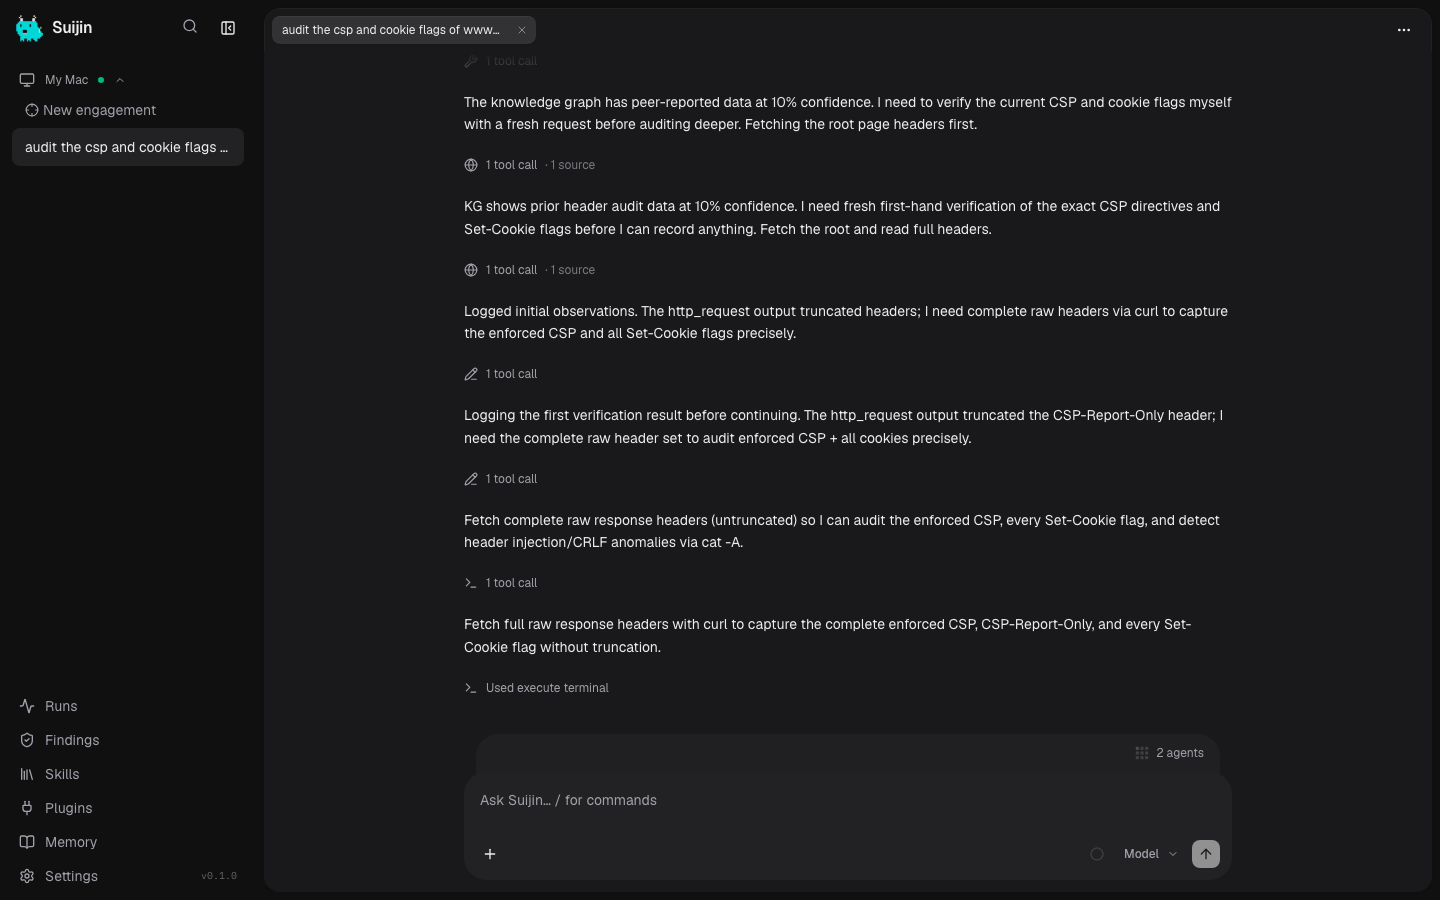 Suijin
audit the csp and cookie flags of www...
My Mac
New engagement
audit the csp and cookie flags ...
1 tool call
The knowledge graph has peer-reported data at 10% confidence. I need to verify the current CSP and cookie flags myself
with a fresh request before auditing deeper. Fetching the root page headers first.
1 tool call · 1 source
KG shows prior header audit data at 10% confidence. I need fresh first-hand verification of the exact CSP directives and
Set-Cookie flags before I can record anything. Fetch the root and read full headers.
1 tool call · 1 source
Logged initial observations. The http_request output truncated headers; I need complete raw headers via curl to capture
the enforced CSP and all Set-Cookie flags precisely.
1 tool call
Logging the first verification result before continuing. The http_request output truncated the CSP-Report-Only header; I
need the complete raw header set to audit enforced CSP + all cookies precisely.
1 tool call
Fetch complete raw response headers (untruncated) so I can audit the enforced CSP, every Set-Cookie flag, and detect
header injection/CRLF anomalies via cat -A.
1 tool call
Fetch full raw response headers with curl to capture the complete enforced CSP, CSP-Report-Only, and every Set-
Cookie flag without truncation.
Used execute terminal
2 agents
Ask Suijin... / for commands
Model
Runs
Findings
Skills
Plugins
Memory
Settings
v0.1.0